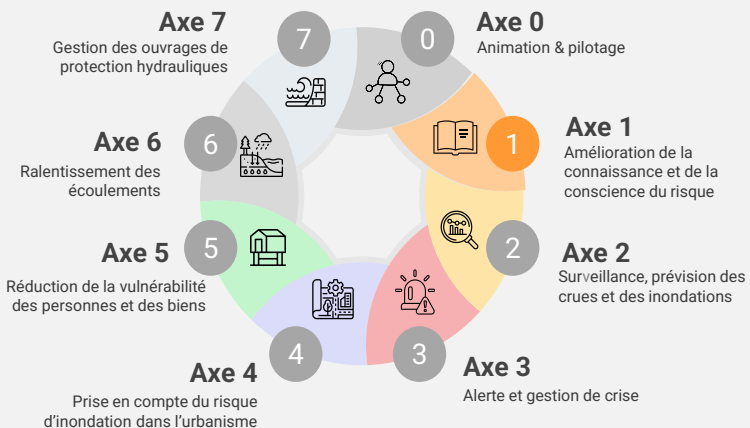 Axe 7
Gestion des ouvrages de
protection hydrauliques
7
0
Axe 0
Animation & pilotage
Axe 6
Ralentissement des
écoulements
6
1
Axe 1
Amélioration de la
connaissance et de la
conscience du risque
Axe 5
Réduction de la vulnérabilité
des personnes et des biens
5
2
Axe 2
Surveillance, prévision des
crues et des inondations
Axe 4
Prise en compte du risque
d'inondation dans l'urbanisme
4
3
Axe 3
Alerte et gestion de crise